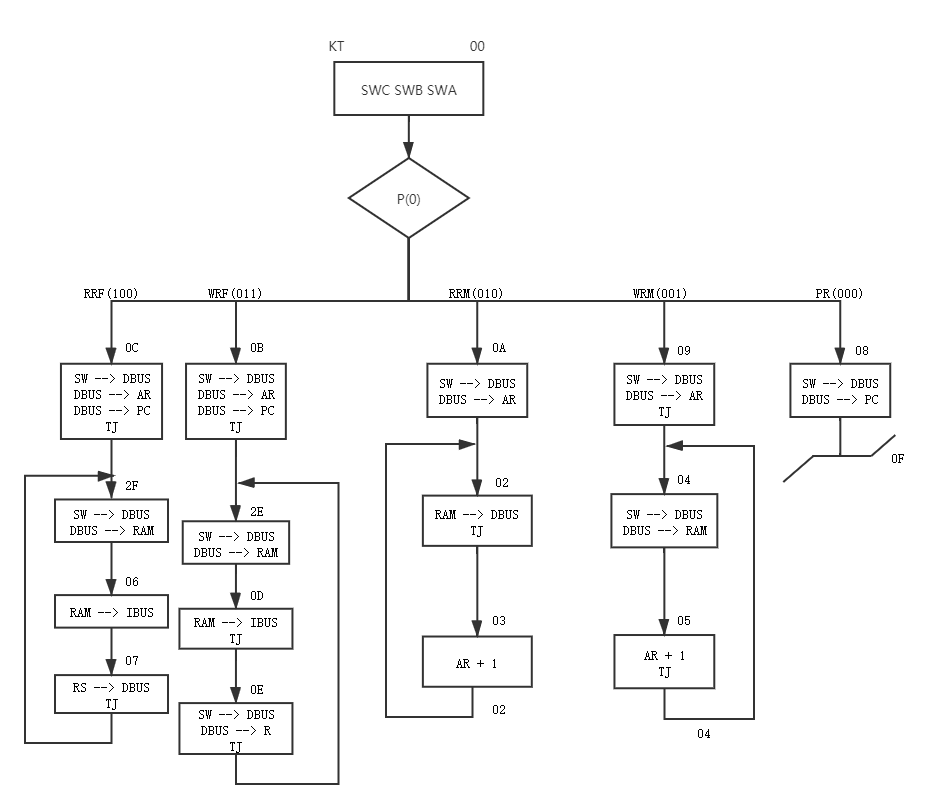 KT
00
SWC SWB SWA
P(0)
RRF(100)
WRF(011)
RRM(010)
WRM(001)
PR(000)
0C
SW --> DBUS
DBUS --> AR
DBUS --> PC
TJ
2F
SW --> DBUS
DBUS --> RAM
06
RAM --> IBUS
07
RS --> DBUS
TJ
0B
SW --> DBUS
DBUS --> AR
DBUS --> PC
TJ
2E
SW --> DBUS
DBUS --> RAM
0D
RAM --> IBUS
TJ
0E
SW --> DBUS
DBUS --> R
TJ
0A
SW --> DBUS
DBUS --> AR
02
RAM --> DBUS
TJ
03
AR + 1
02
09
SW --> DBUS
DBUS --> AR
TJ
04
SW --> DBUS
DBUS --> RAM
05
AR + 1
TJ
04
08
SW --> DBUS
DBUS --> PC
0F